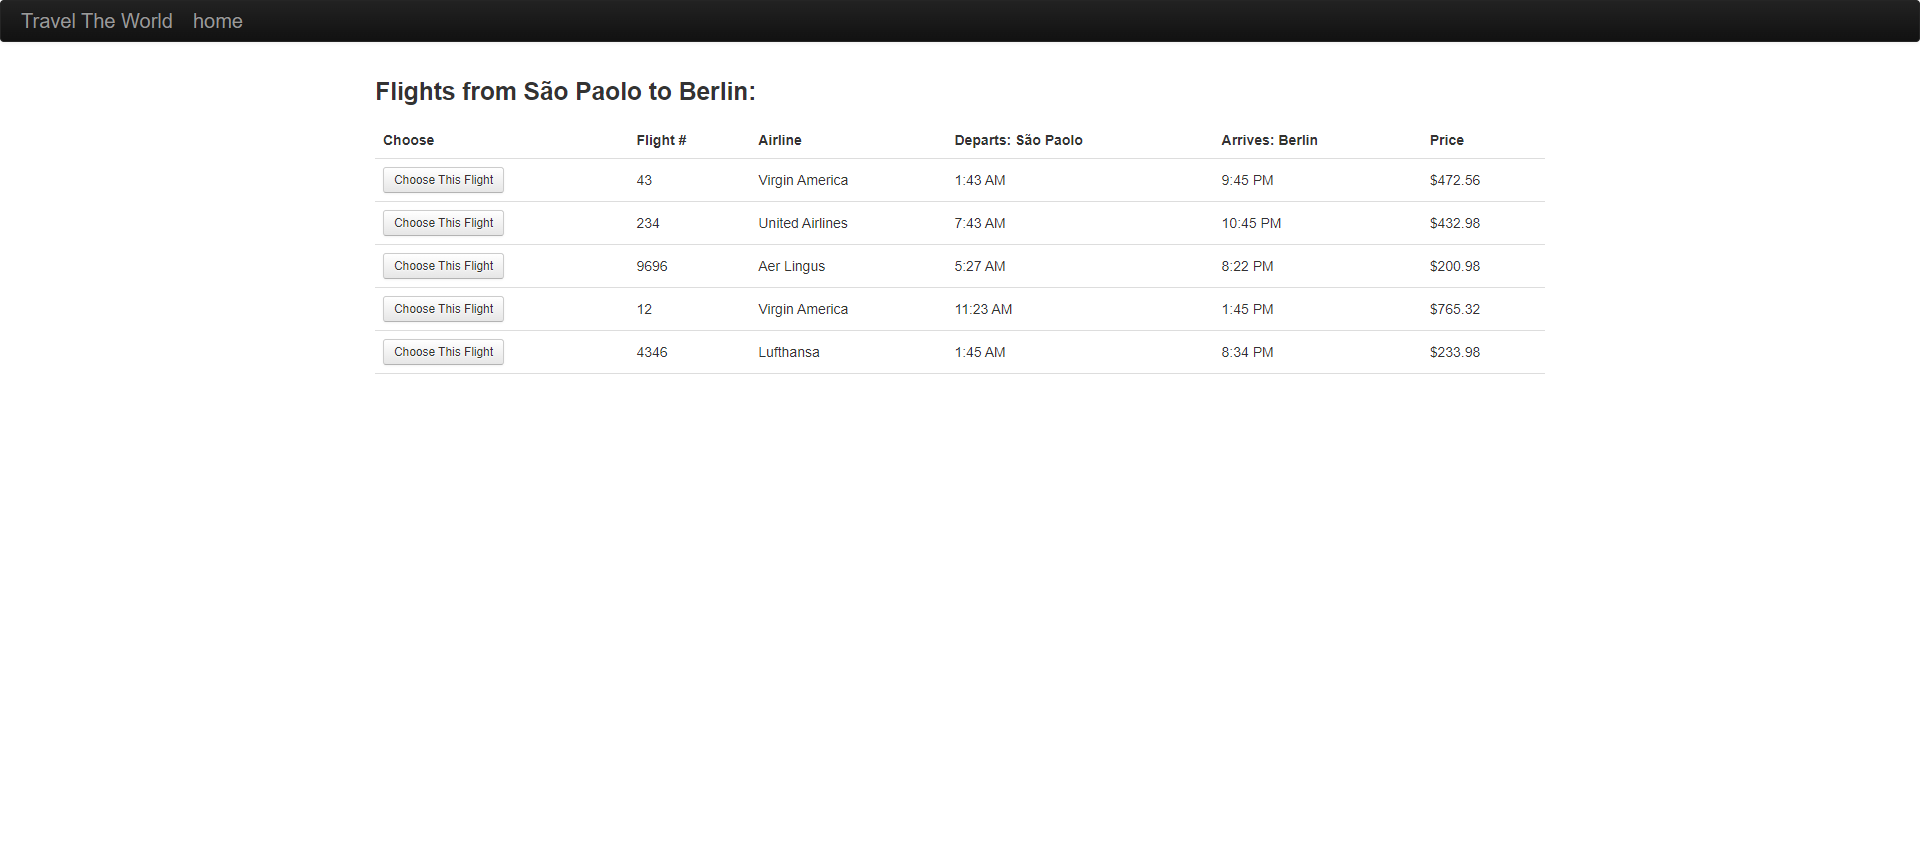 Travel The World home
Flights from São Paolo to Berlin:
Choose Flight # Airline Departs: São Paolo Arrives: Berlin Price
Choose This Flight 43 Virgin America 1:43 AM 9:45 PM $472.56
Choose This Flight 234 United Airlines 7:43 AM 10:45 PM $432.98
Choose This Flight 9696 Aer Lingus 5:27 AM 8:22 PM $200.98
Choose This Flight 12 Virgin America 11:23 AM 1:45 PM $765.32
Choose This Flight 4346 Lufthansa 1:45 AM 8:34 PM $233.98